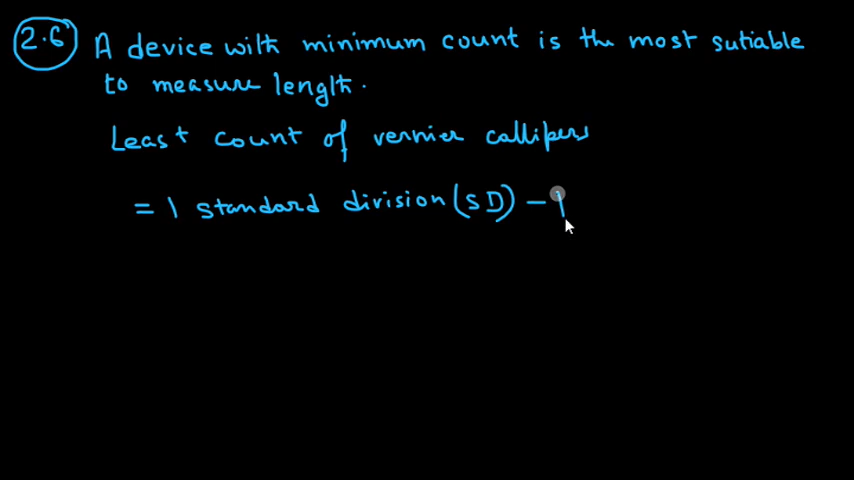 2.6 A device with minimum count is the most sutiable
to measure length.
Least count of vernier callipers
= 1 standard division (SD) - 1